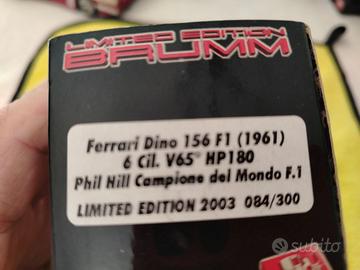 LIMITED EDITION
BRUMM
Ferrari Dino 156 F1 (1961)
6 Cil. V65° HP180
Phil Hill Campione del Mondo F.1
LIMITED EDITION 2003 084/300
subito